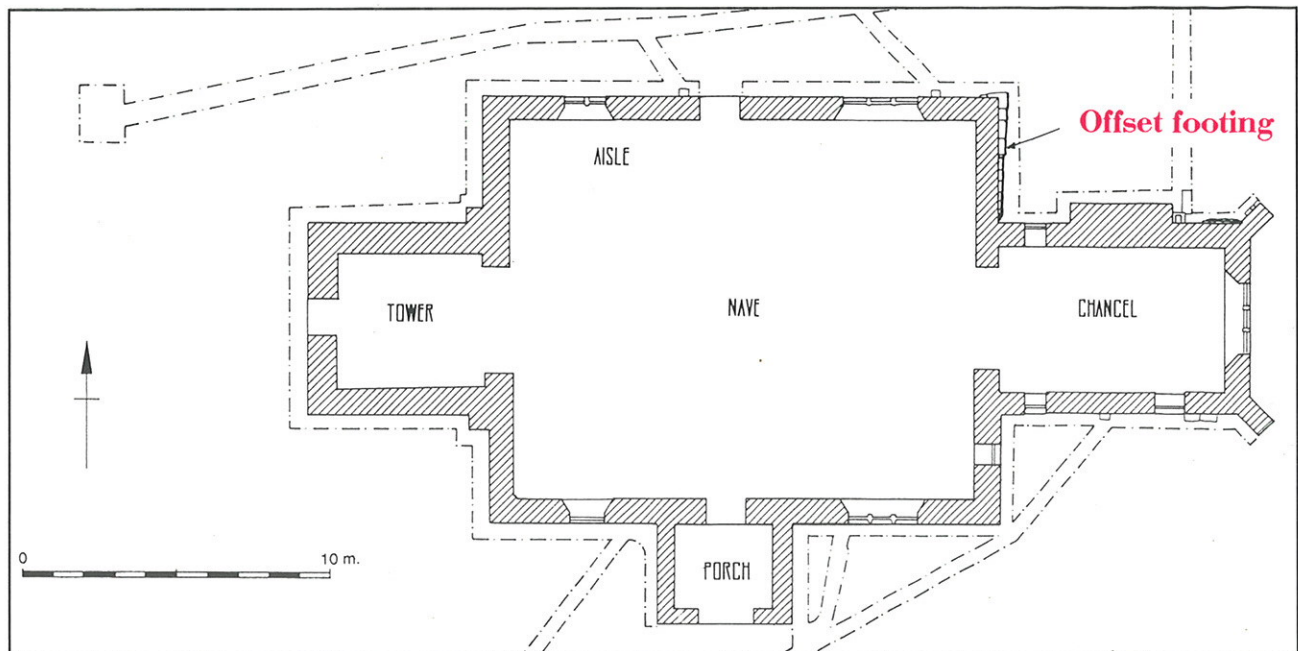 Offset footing
AISLE
TOWER
NAVE
CHANCEL
PORCH
0 10 m.